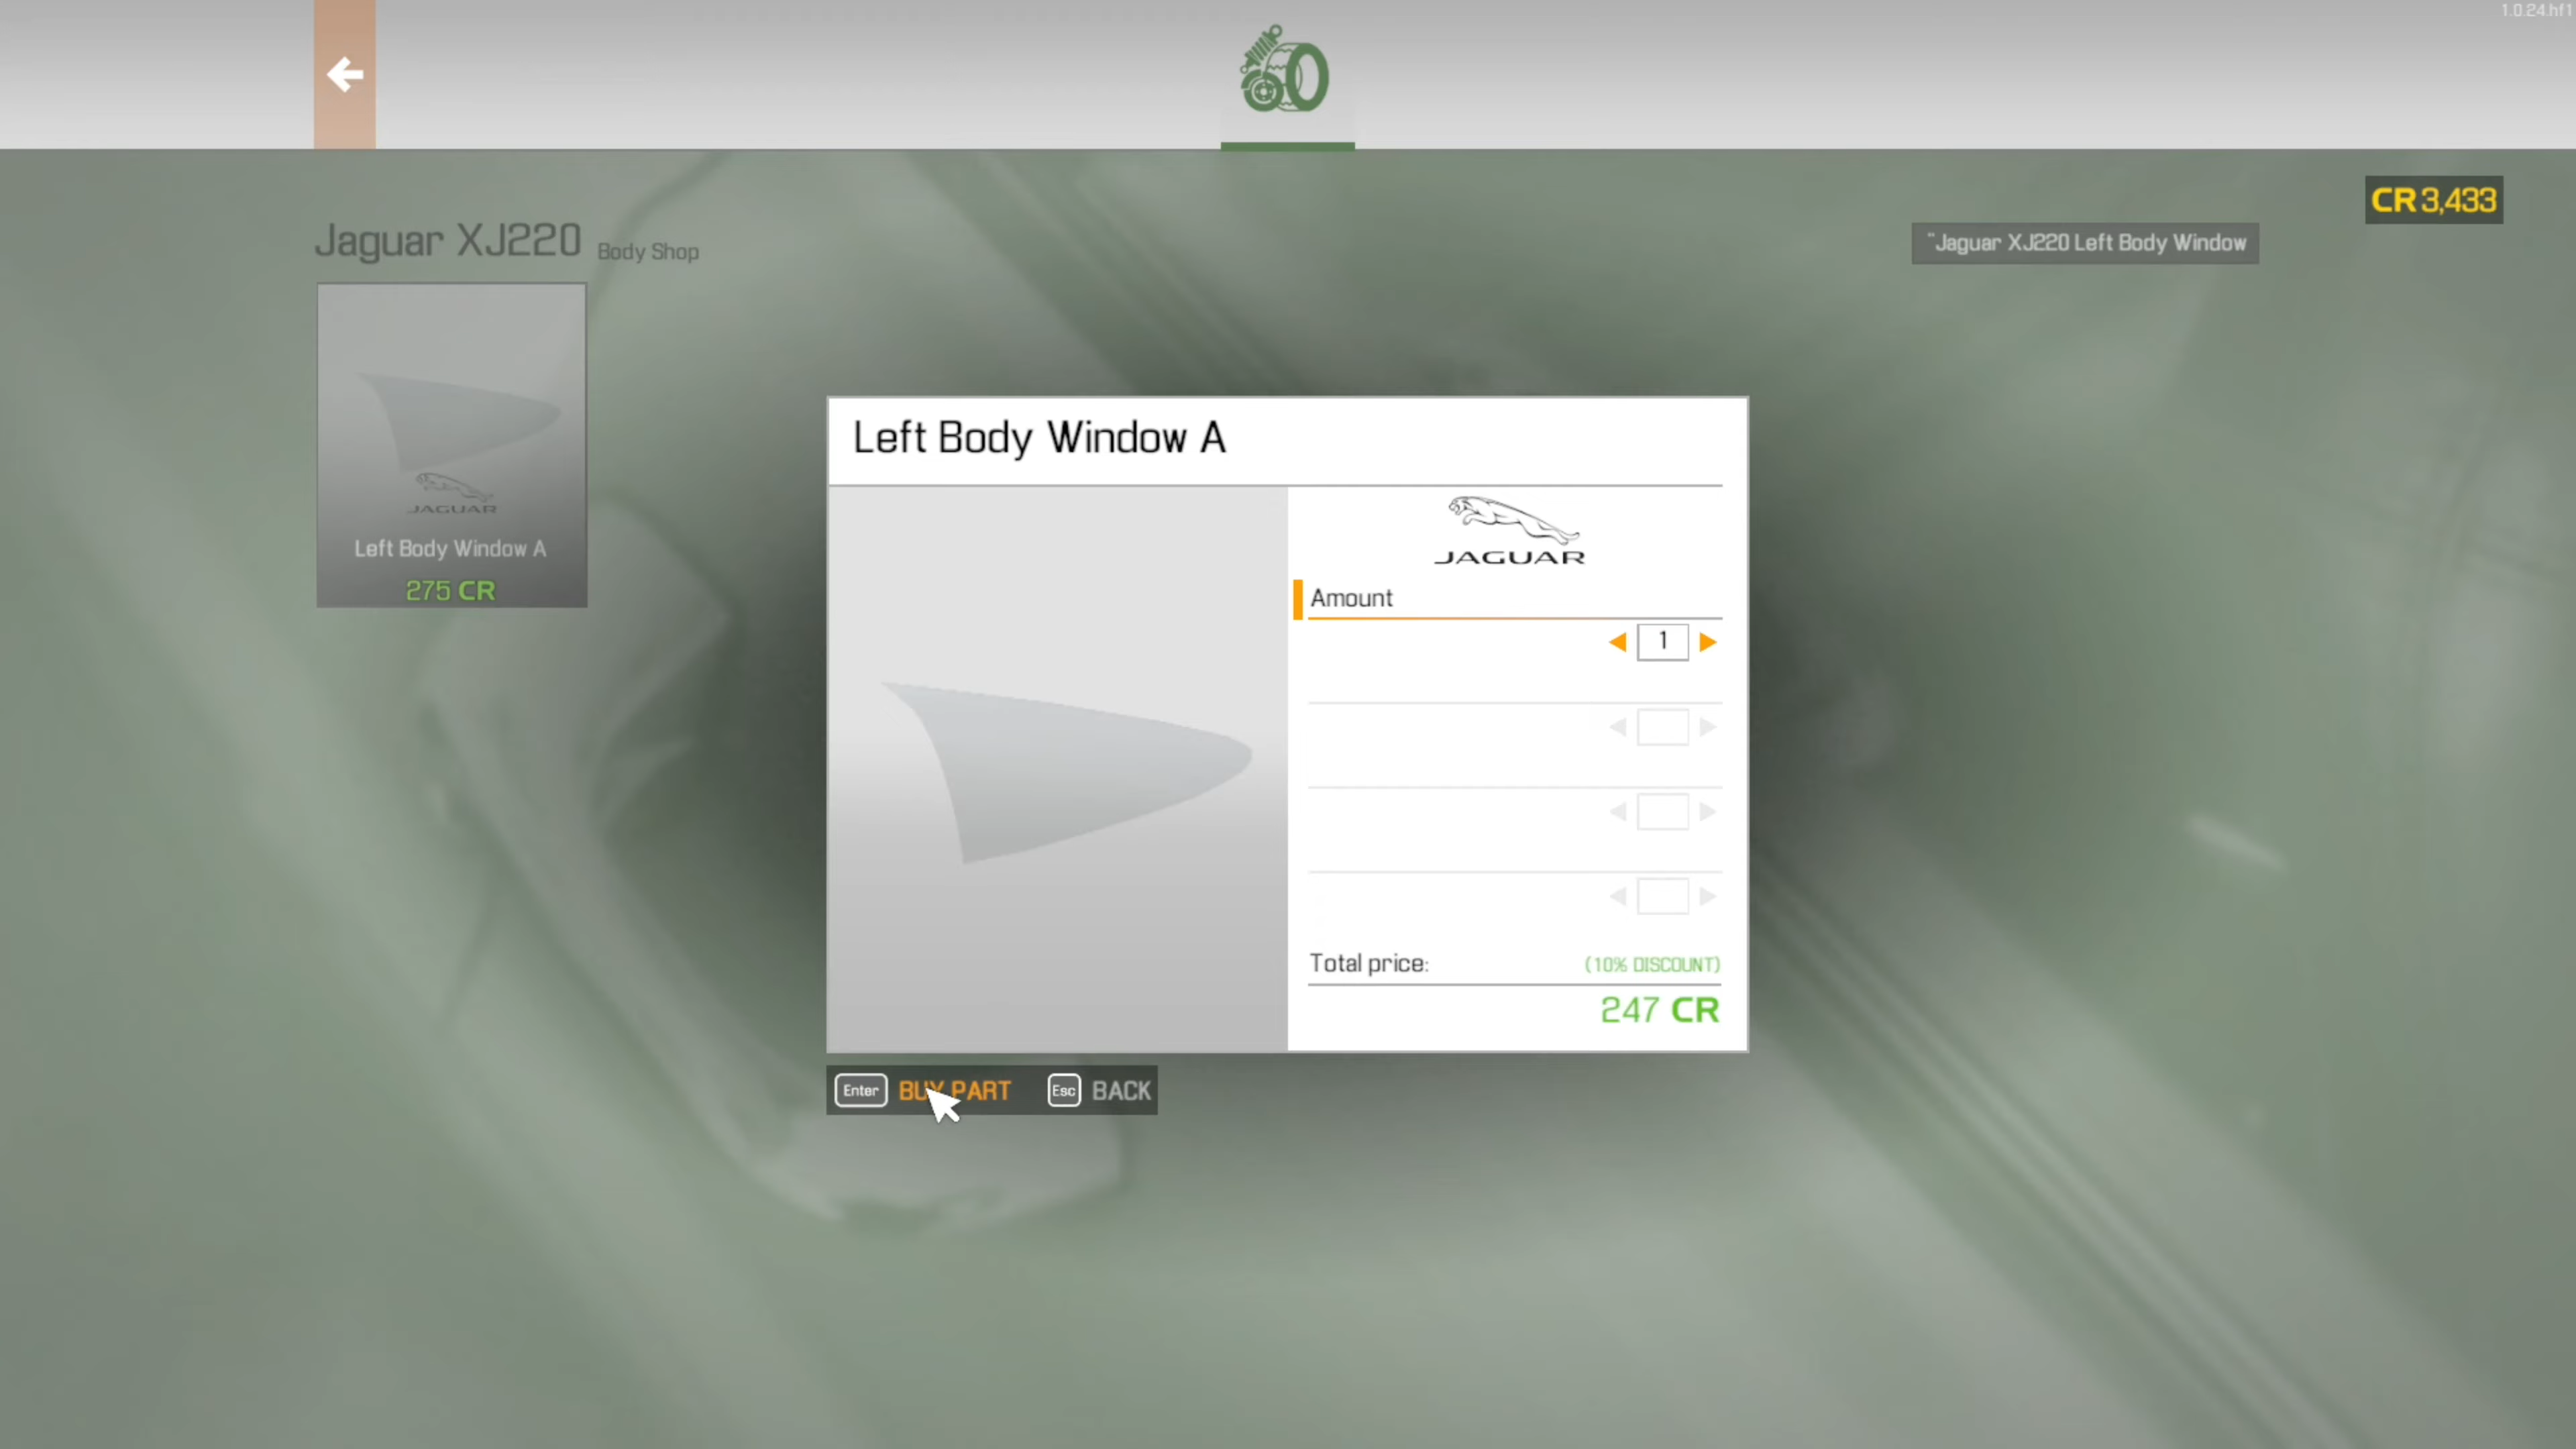 1.0.24.hf1
CR 3,433
Jaguar XJ220 Body Shop
"Jaguar XJ220 Left Body Window
JAGUAR
Left Body Window A
275 CR
Left Body Window A
JAGUAR
Amount
1
Total price: (10% DISCOUNT)
247 CR
Enter BUY PART Esc BACK